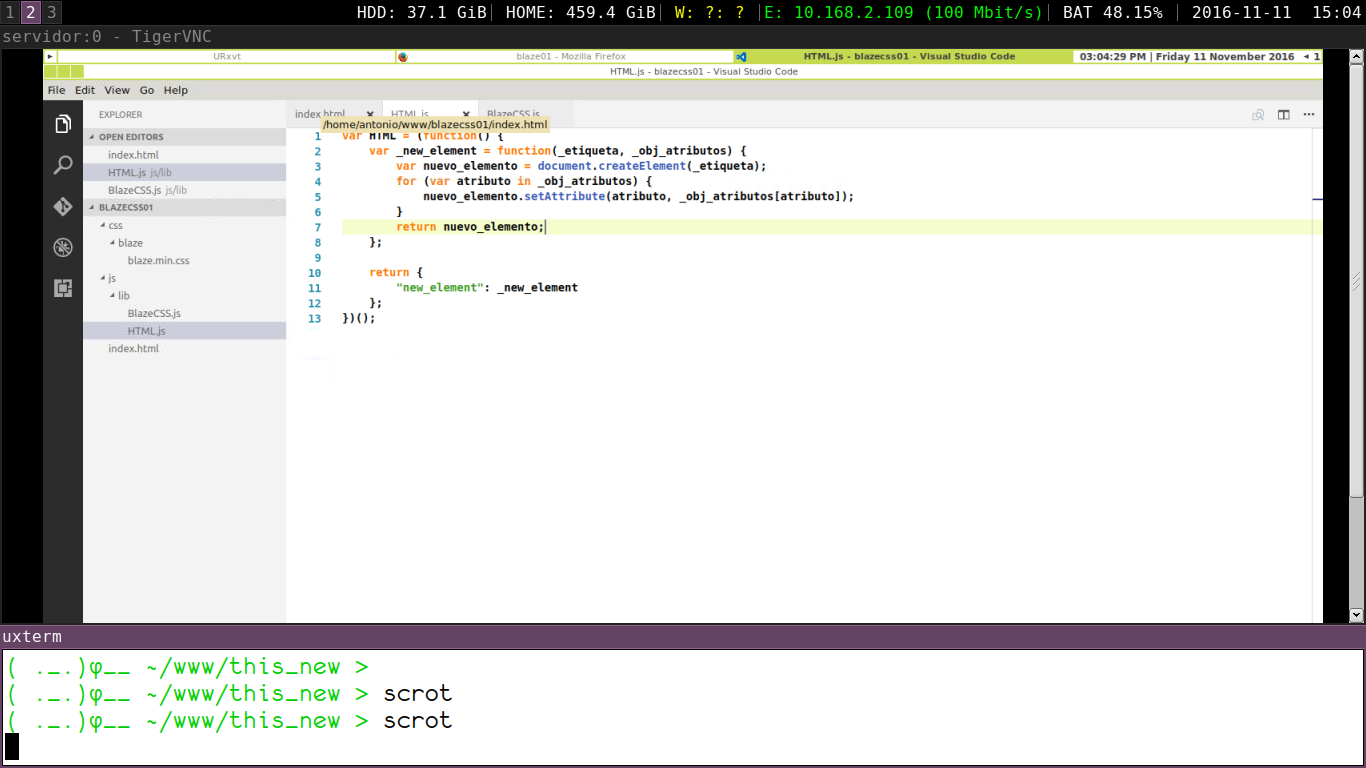 1 2 3 HDD: 37.1 GiB| HOME: 459.4 GiB| W: ?: ? |E: 10.168.2.109 (100 Mbit/s)| BAT 48.15% | 2016-11-11 15:04
servidor:0 - TigerVNC
URxvt blaze01 - Mozilla Firefox HTML.js - blazecss01 - Visual Studio Code 03:04:29 PM | Friday 11 November 2016 ◂ 1
HTML.js - blazecss01 - Visual Studio Code
File Edit View Go Help
EXPLORER
OPEN EDITORS
index.html
HTML.js js/lib
BlazeCSS.js js/lib
BLAZECSS01
css
blaze
blaze.min.css
js
lib
BlazeCSS.js
HTML.js
index.html
index.html HTML.js BlazeCSS.js
/home/antonio/www/blazecss01/index.html
1 var HTML = (function() {
2 var _new_element = function(_etiqueta, _obj_atributos) {
3 var nuevo_elemento = document.createElement(_etiqueta);
4 for (var atributo in _obj_atributos) {
5 nuevo_elemento.setAttribute(atributo, _obj_atributos[atributo]);
6 }
7 return nuevo_elemento;
8 };
9
10 return {
11 "new_element": _new_element
12 };
13 })();
uxterm
( ._.)φ__ ~/www/this_new >
( ._.)φ__ ~/www/this_new > scrot
( ._.)φ__ ~/www/this_new > scrot